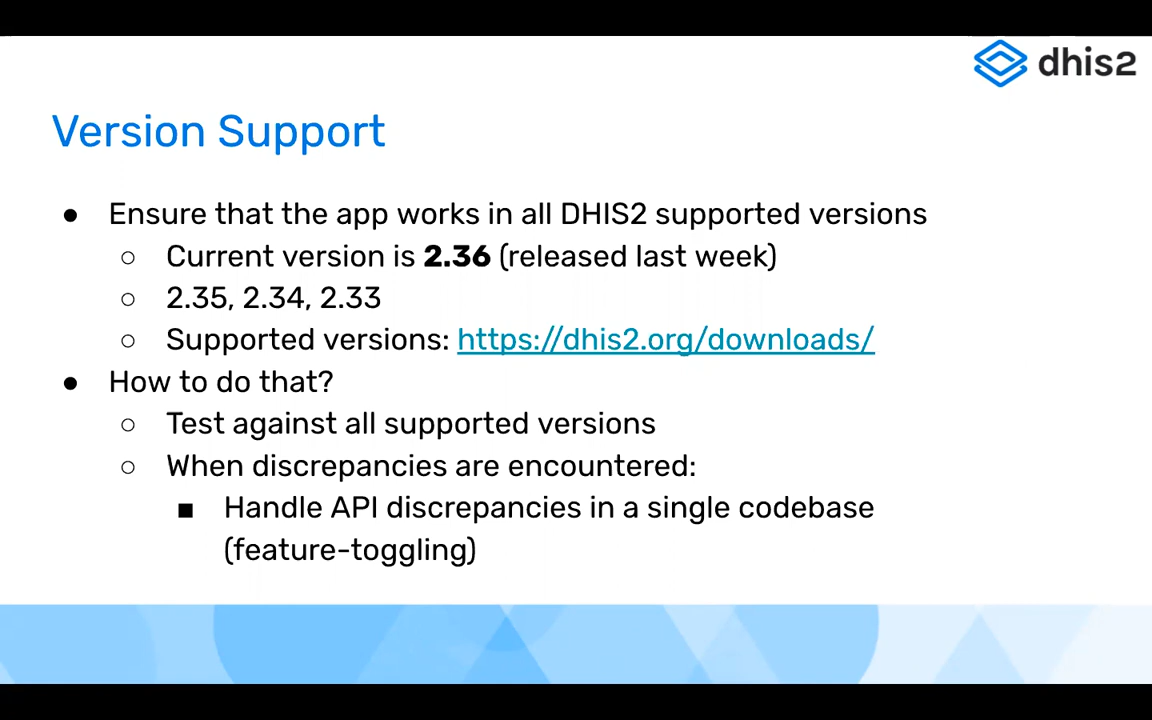 dhis2
Version Support
● Ensure that the app works in all DHIS2 supported versions
○ Current version is 2.36 (released last week)
○ 2.35, 2.34, 2.33
○ Supported versions: https://dhis2.org/downloads/
● How to do that?
○ Test against all supported versions
○ When discrepancies are encountered:
■ Handle API discrepancies in a single codebase
(feature-toggling)